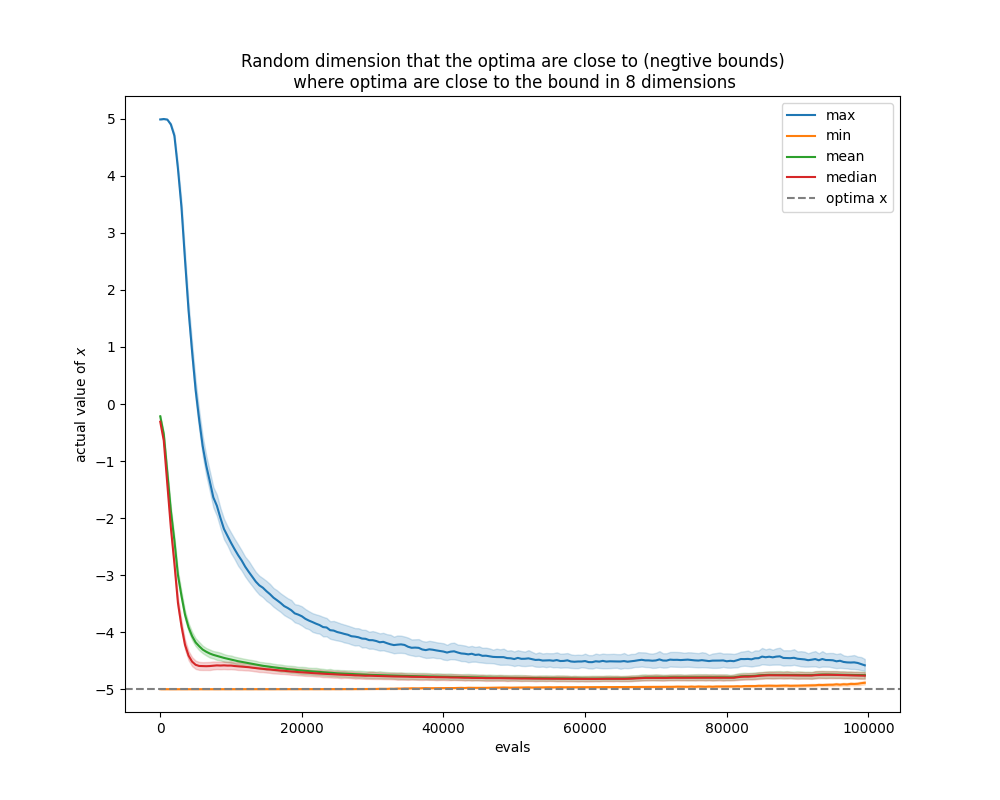 Random dimension that the optima are close to (negtive bounds)
where optima are close to the bound in 8 dimensions
max
min
mean
median
optima x
actual value of x
5
4
3
2
1
0
−1
−2
−3
−4
−5
0
20000
40000
60000
80000
100000
evals